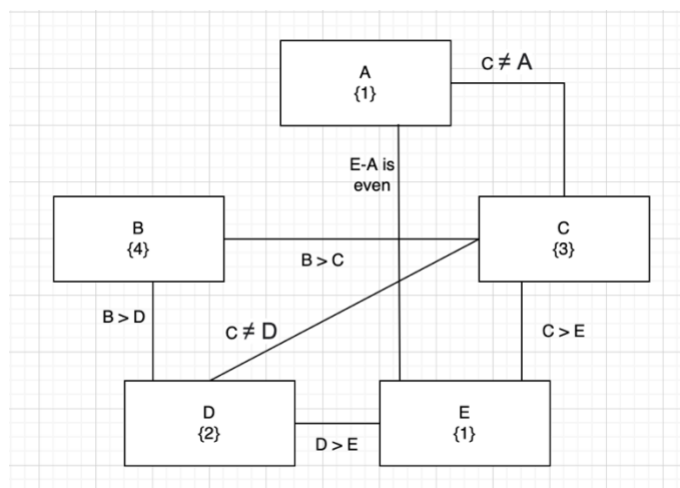 A
{1}
C ≠ A
E-A is
even
B
{4}
C
{3}
B > C
B > D
C ≠ D
C > E
D
{2}
E
{1}
D > E